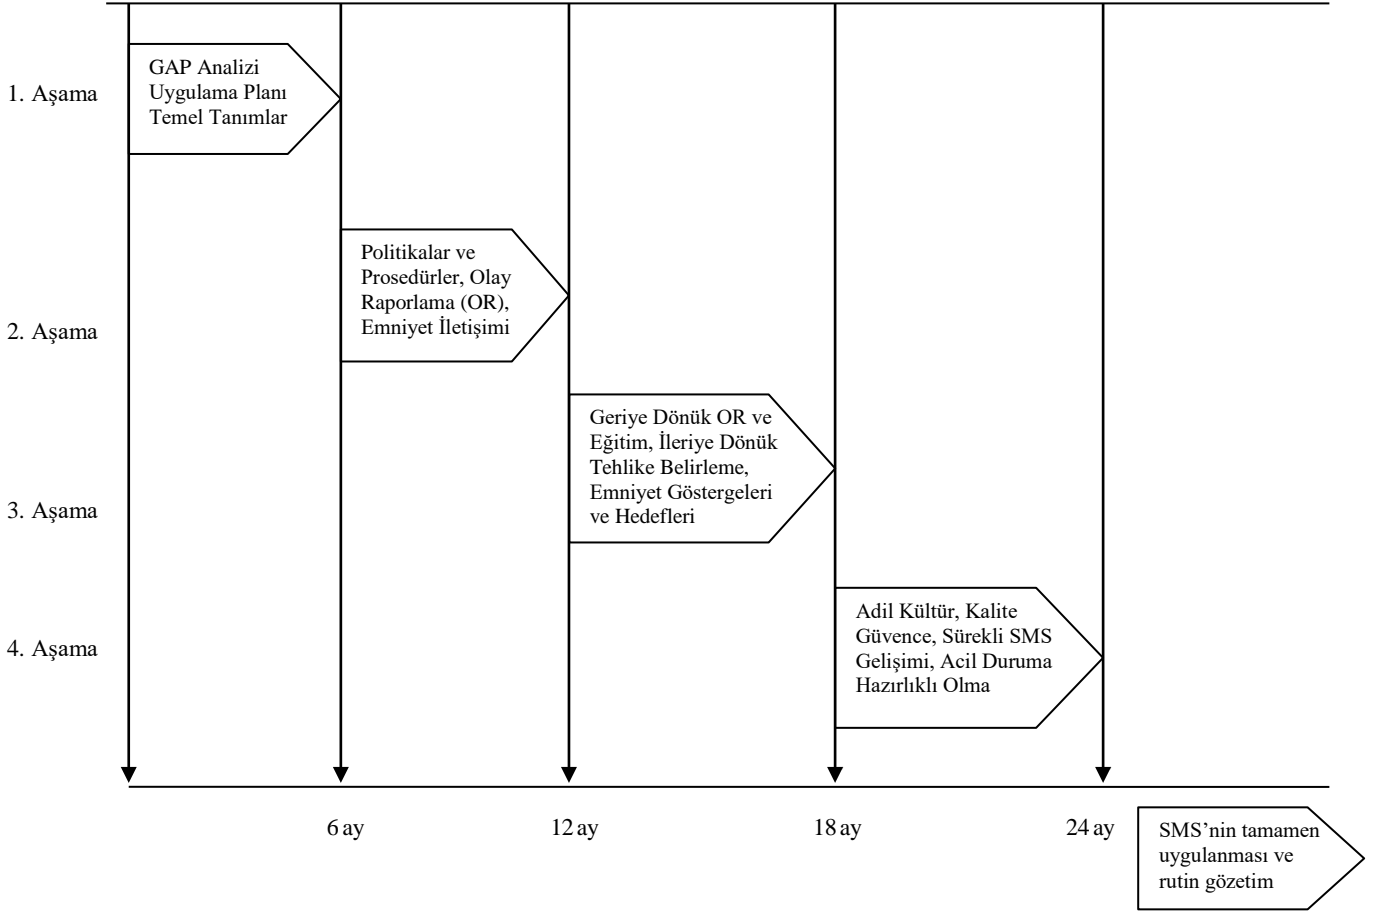 1. Aşama
GAP Analizi
Uygulama Planı
Temel Tanımlar
2. Aşama
Politikalar ve
Prosedürler, Olay
Raporlama (OR),
Emniyet İletişimi
3. Aşama
Geriye Dönük OR ve
Eğitim, İleriye Dönük
Tehlike Belirleme,
Emniyet Göstergeleri
ve Hedefleri
4. Aşama
Adil Kültür, Kalite
Güvence, Sürekli SMS
Gelişimi, Acil Duruma
Hazırlıklı Olma
6 ay
12 ay
18 ay
24 ay
SMS’nin tamamen
uygulanması ve
rutin gözetim